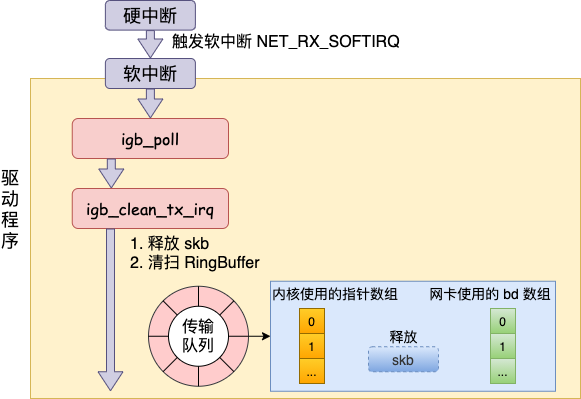 硬中断
触发软中断 NET_RX_SOFTIRQ
软中断
驱动程序
igb_poll
igb_clean_tx_irq
1. 释放 skb
2. 清扫 RingBuffer
传输
队列
内核使用的指针数组
网卡使用的 bd 数组
0
1
...
释放
skb
0
1
...